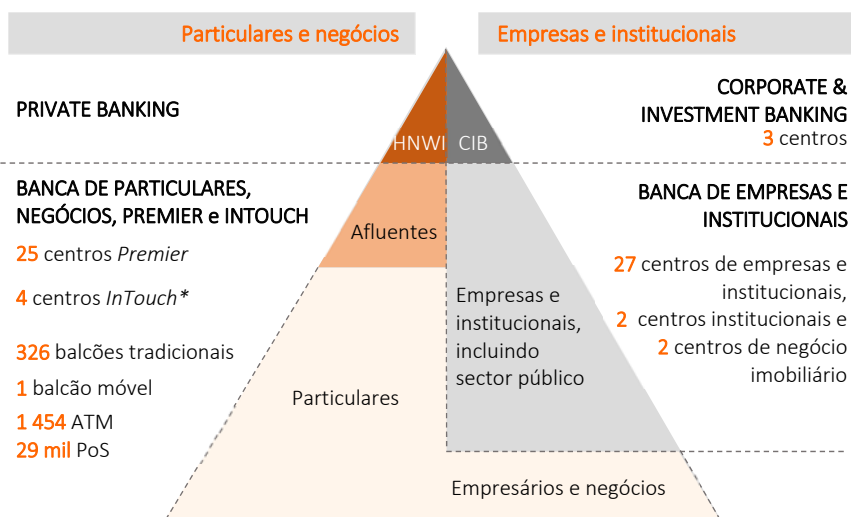 Particulares e negócios
Empresas e institucionais
PRIVATE BANKING
CORPORATE &
INVESTMENT BANKING
3 centros
HNWI
CIB
BANCA DE PARTICULARES,
NEGÓCIOS, PREMIER e INTOUCH
25 centros Premier
4 centros InTouch*
326 balcões tradicionais
1 balcão móvel
1 454 ATM
29 mil PoS
Afluentes
Particulares
Empresas e
institucionais,
incluindo
sector público
Empresários e negócios
BANCA DE EMPRESAS E
INSTITUCIONAIS
27 centros de empresas e
institucionais,
2 centros institucionais e
2 centros de negócio
imobiliário